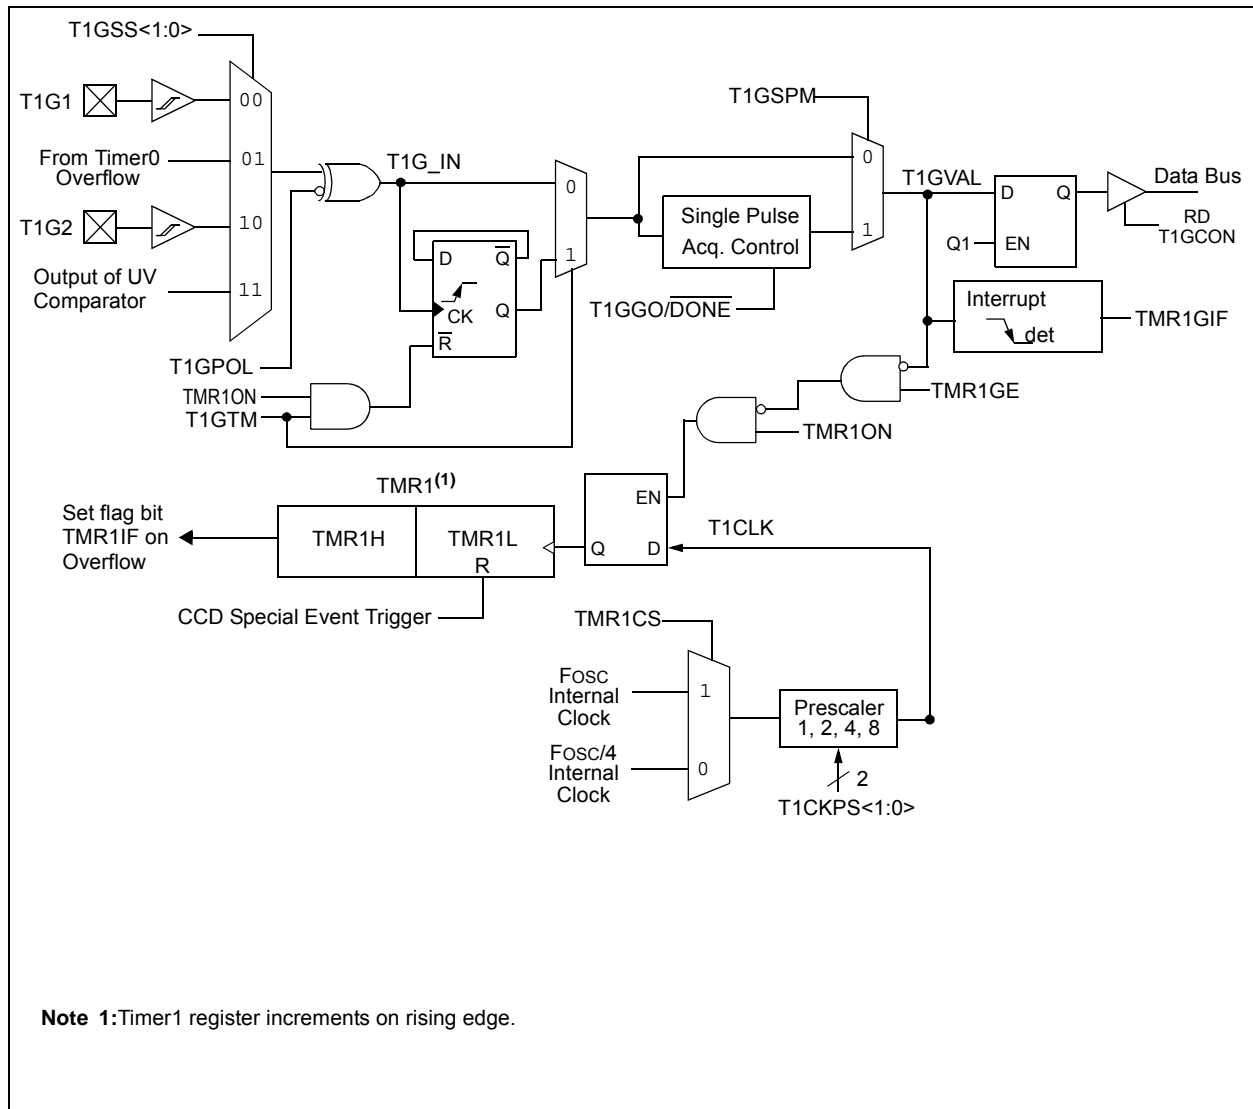 T1GSS<1:0>
T1G1
00
From Timer0
Overflow
01
T1G2
10
Output of UV
Comparator
11
T1GPOL
TMR1ON
T1GTM
T1G_IN
0
1
D
Q
CK
Q
R
T1GSPM
0
1
Single Pulse
Acq. Control
T1GGO/DONE
T1GVAL
D
Q
Q1
EN
Data Bus
RD
T1GCON
Interrupt
det
TMR1GIF
TMR1GE
TMR1ON
TMR1(1)
Set flag bit
TMR1IF on
Overflow
TMR1H
TMR1L
R
EN
Q
D
T1CLK
CCD Special Event Trigger
TMR1CS
FOSC
Internal
Clock
1
FOSC/4
Internal
Clock
0
Prescaler
1, 2, 4, 8
2
T1CKPS<1:0>
Note 1:Timer1 register increments on rising edge.